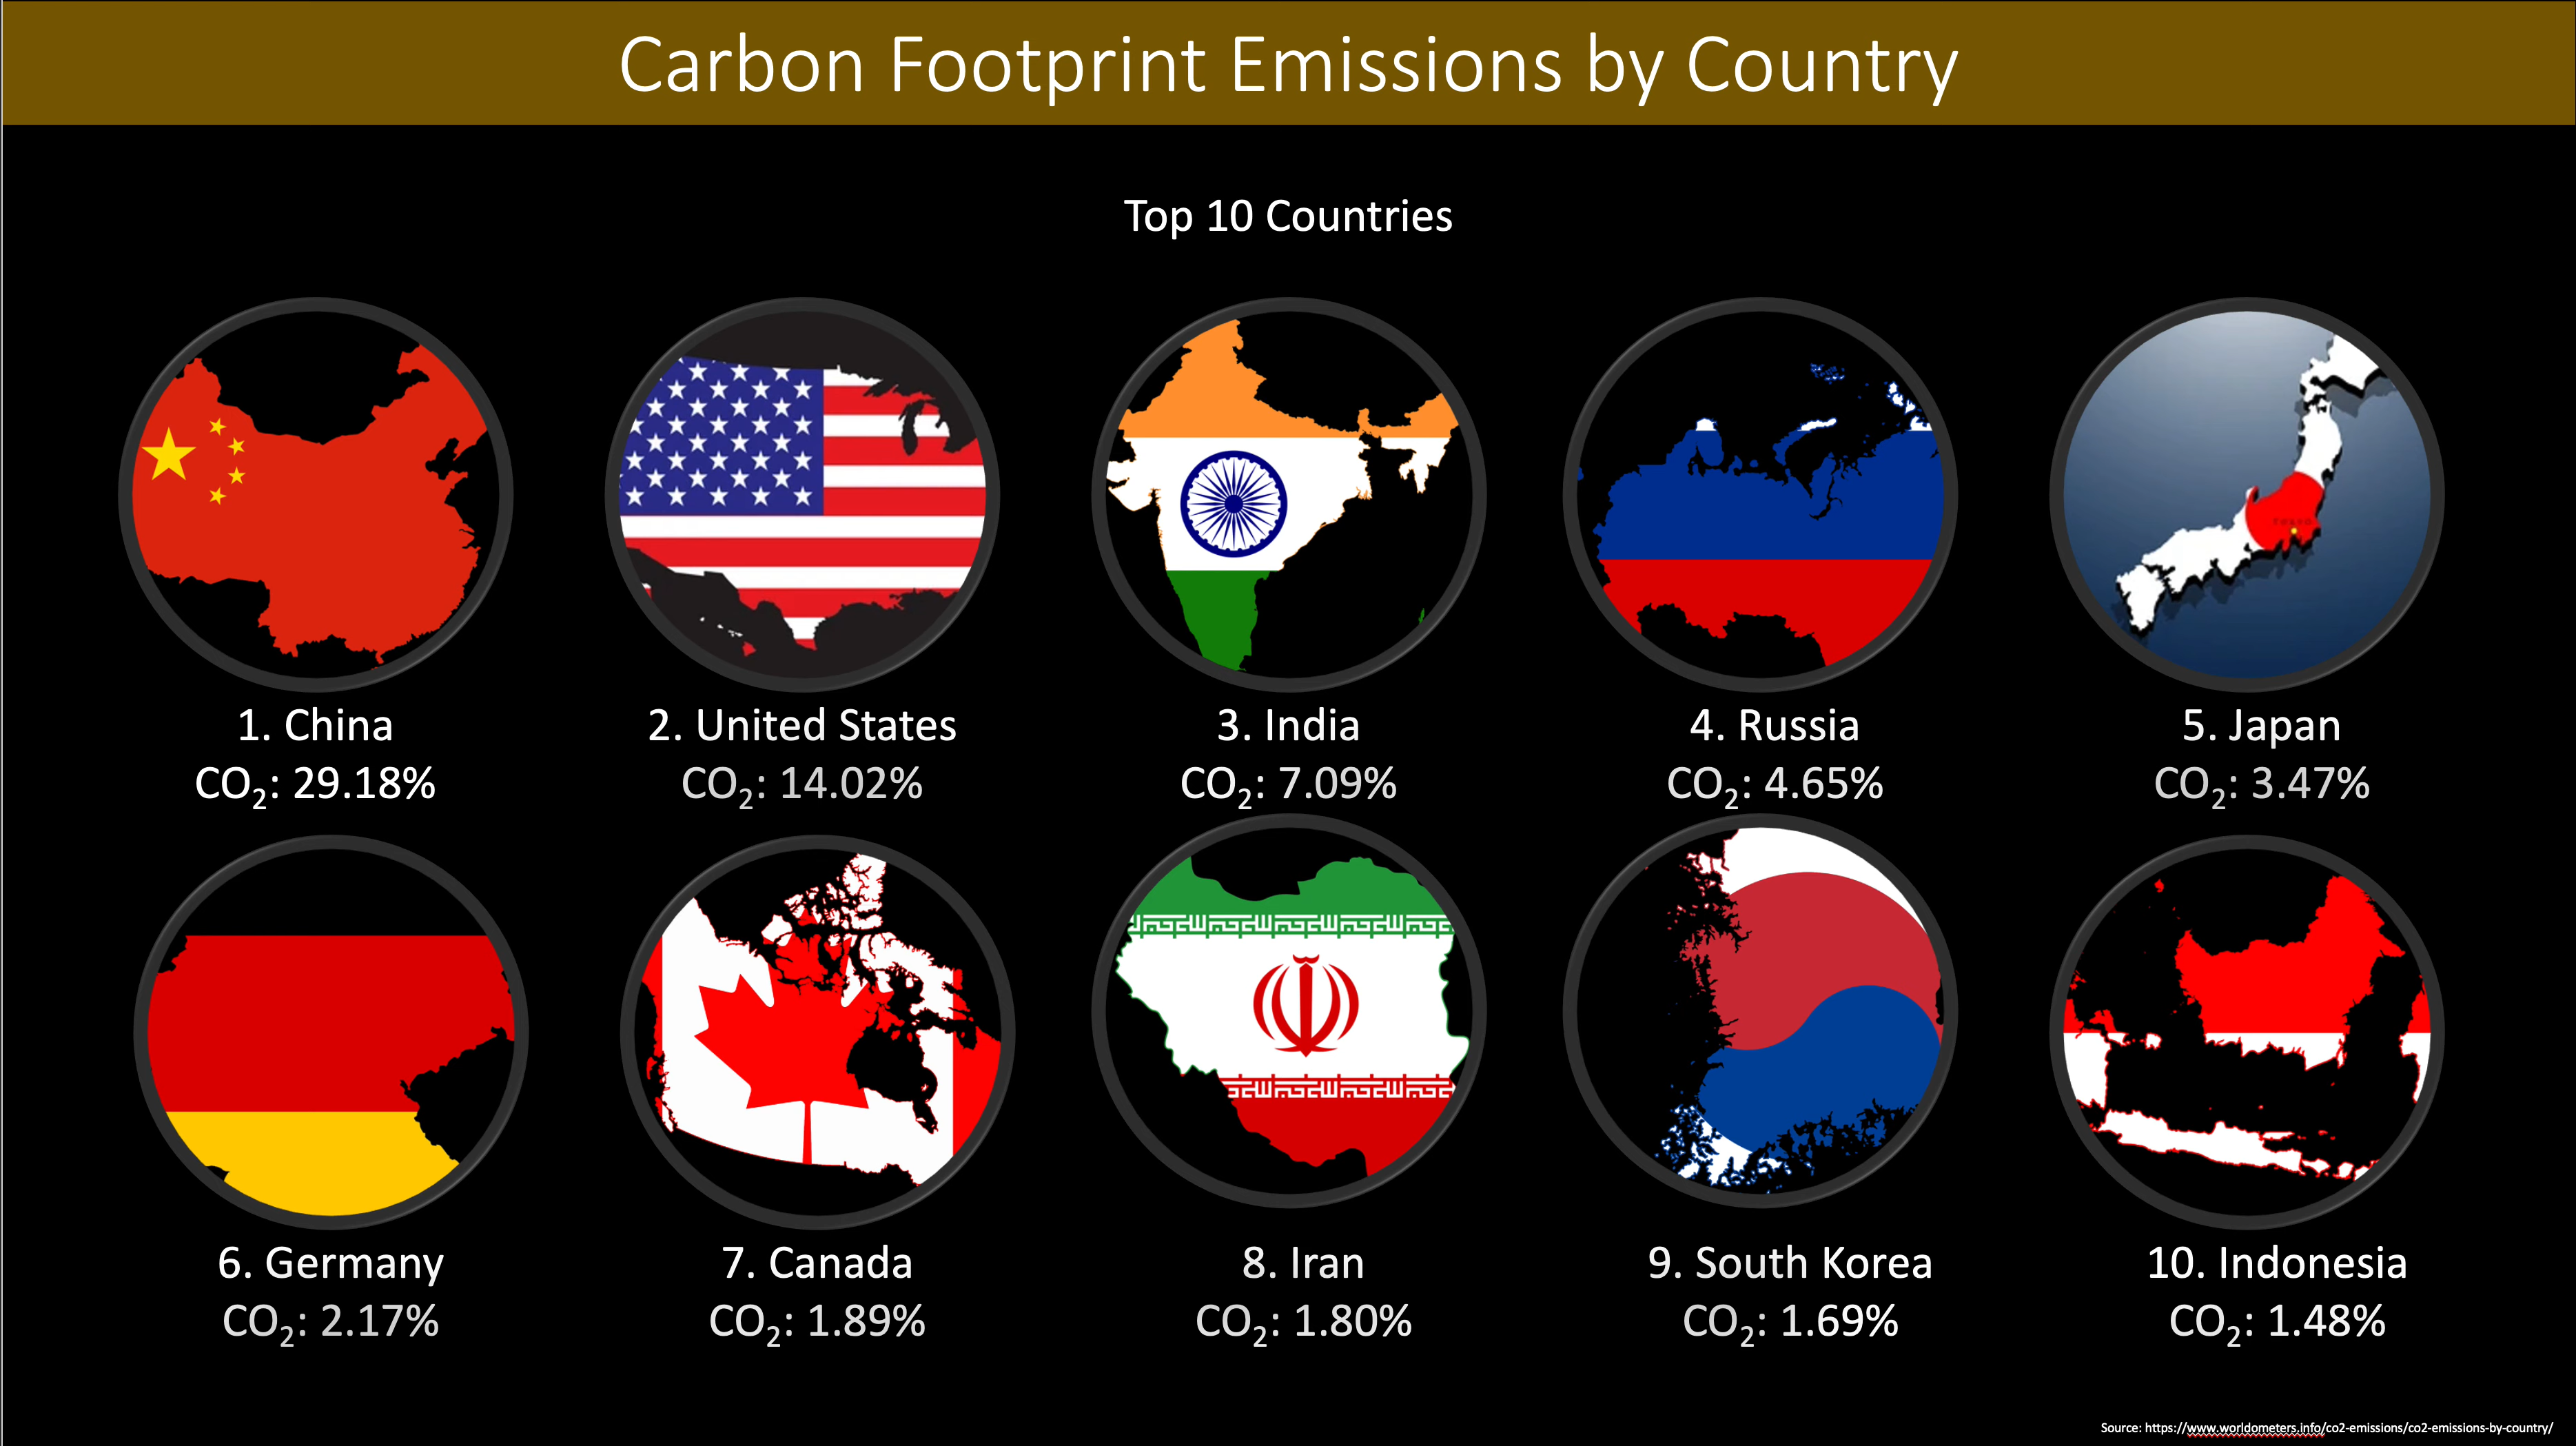 Carbon Footprint Emissions by Country
Top 10 Countries
1. China
CO₂: 29.18%
2. United States
CO₂: 14.02%
3. India
CO₂: 7.09%
4. Russia
CO₂: 4.65%
5. Japan
CO₂: 3.47%
6. Germany
CO₂: 2.17%
7. Canada
CO₂: 1.89%
8. Iran
CO₂: 1.80%
9. South Korea
CO₂: 1.69%
10. Indonesia
CO₂: 1.48%
Source: https://www.worldometers.info/co2-emissions/co2-emissions-by-country/